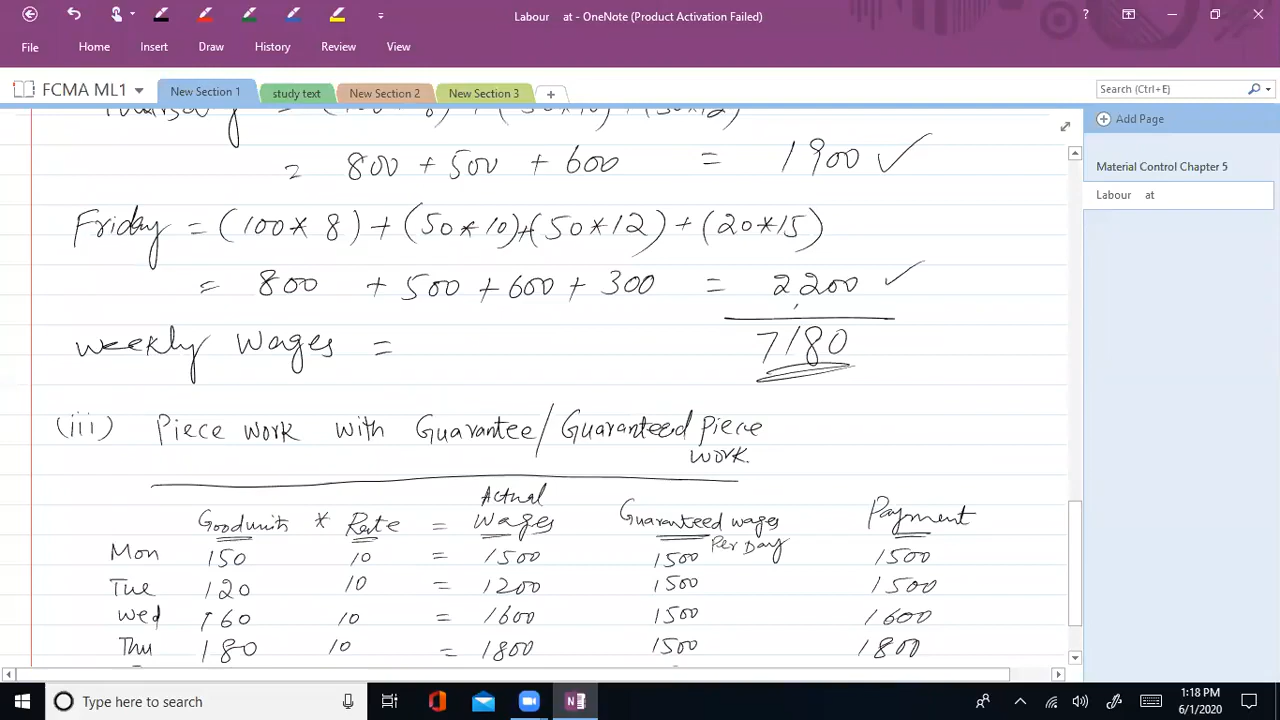 Labour at - OneNote (Product Activation Failed)
File Home Insert Draw History Review View
FCMA ML1 New Section 1 study text New Section 2 New Section 3
Search (Ctrl+E)
Add Page
Material Control Chapter 5
Labour at
= 800 + 500 + 600 = 1900 ✓
Friday = (100*8) + (50*10)+(50*12) + (20*15)
= 800 + 500 + 600 + 300 = 2200 ✓
weekly Wages = 7180
(iii) Piece work with Guarantee/Guaranteed piece
work.
Good units * Rate = Actual Wages Guaranteed wages Per Day Payment
Mon 150 10 = 1500 1500 1500
Tue 120 10 = 1200 1500 1500
Wed 160 10 = 1600 1500 1600
Thu 180 10 = 1800 1500 1800
Type here to search
1:18 PM
6/1/2020